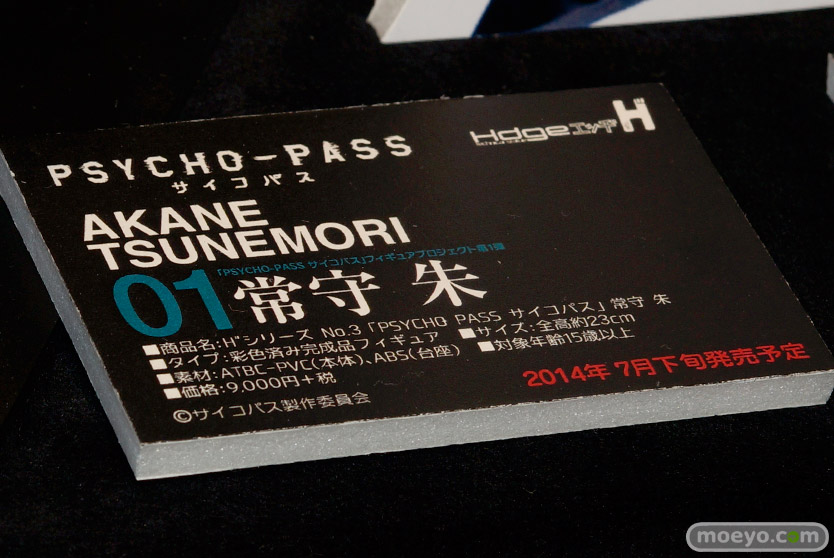 PSYCHO-PASS
サイコパス
Hdge エッヂ H
AKANE
TSUNEMORI
「PSYCHO-PASS サイコパス」フィギュアプロジェクト第1弾
01 常守 朱
■商品名:H"シリーズ No.3「PSYCHO PASS サイコパス」常守 朱
■タイプ:彩色済み完成品フィギュア ■サイズ:全高約23cm
■素材:ATBC-PVC(本体)、ABS(台座) ■対象年齢15歳以上
■価格:9,000円+税
©サイコパス製作委員会
2014年 7月下旬発売予定
moeyo.com